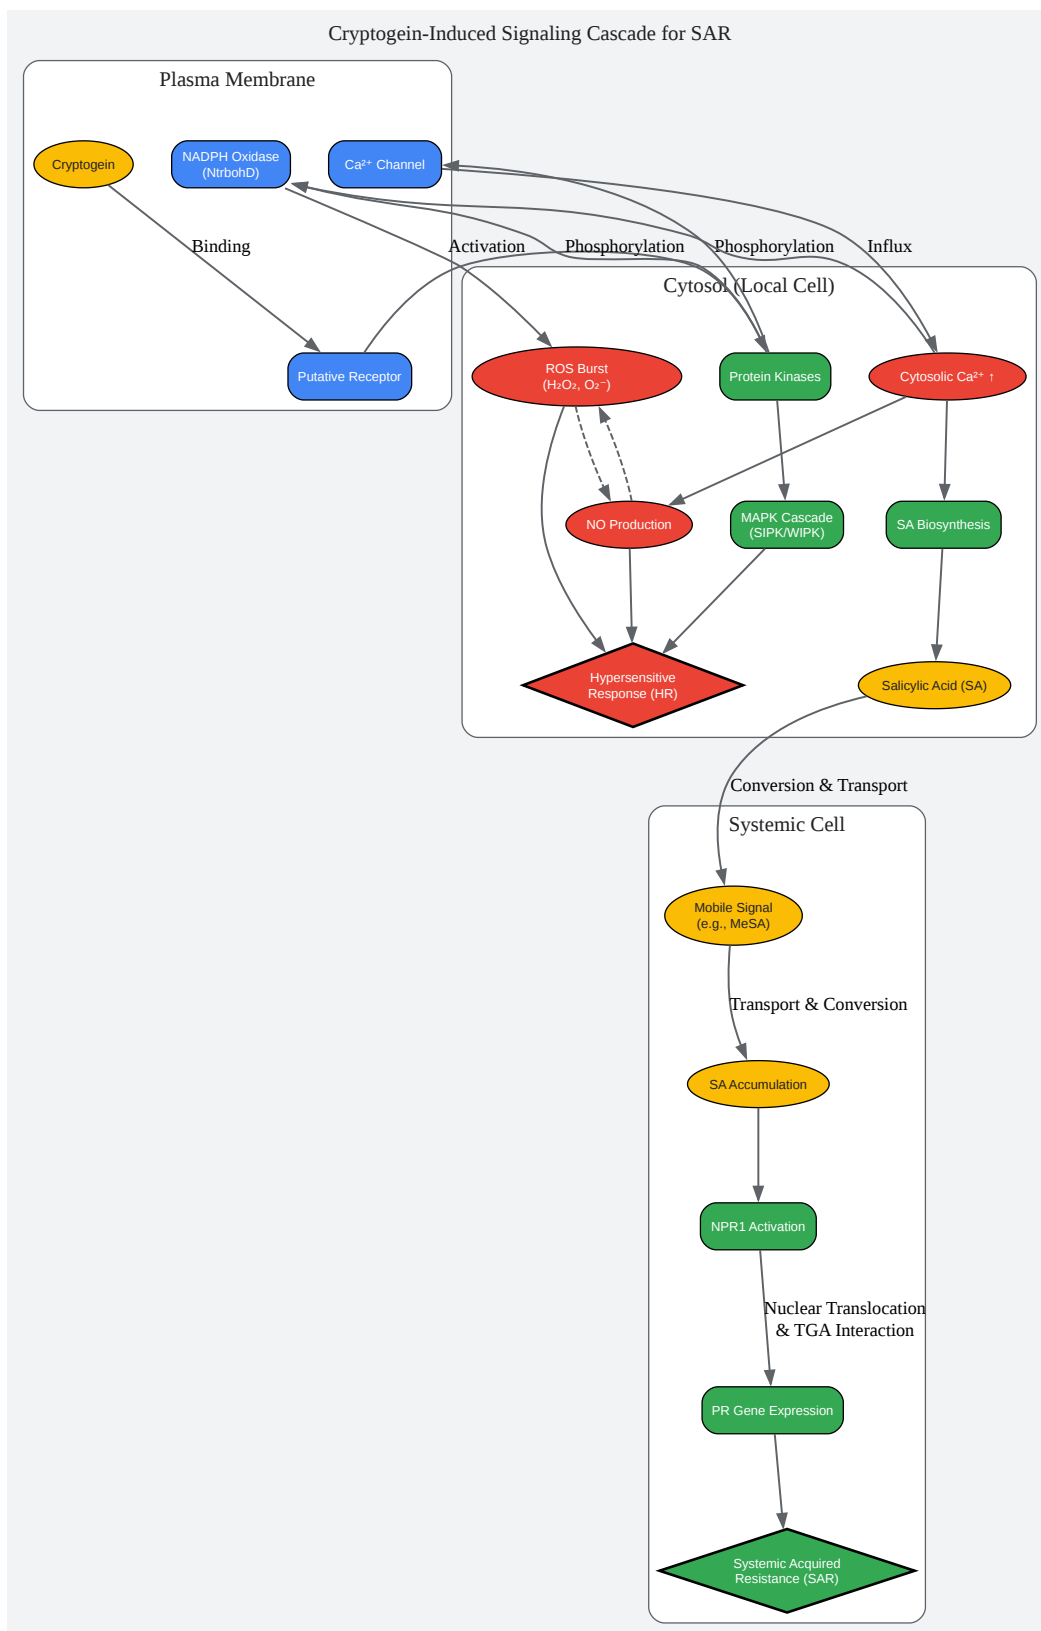 Cryptogein-Induced Signaling Cascade for SAR
Plasma Membrane
Cryptogein
NADPH Oxidase
(NtrbohD)
Ca²⁺ Channel
Binding
Activation
Phosphorylation
Phosphorylation
Influx
Cytosol (Local Cell)
Putative Receptor
ROS Burst
(H₂O₂, O₂⁻)
Protein Kinases
Cytosolic Ca²⁺ ↑
NO Production
MAPK Cascade
(SIPK/WIPK)
SA Biosynthesis
Hypersensitive
Response (HR)
Salicylic Acid (SA)
Conversion & Transport
Systemic Cell
Mobile Signal
(e.g., MeSA)
Transport & Conversion
SA Accumulation
NPR1 Activation
Nuclear Translocation
& TGA Interaction
PR Gene Expression
Systemic Acquired
Resistance (SAR)